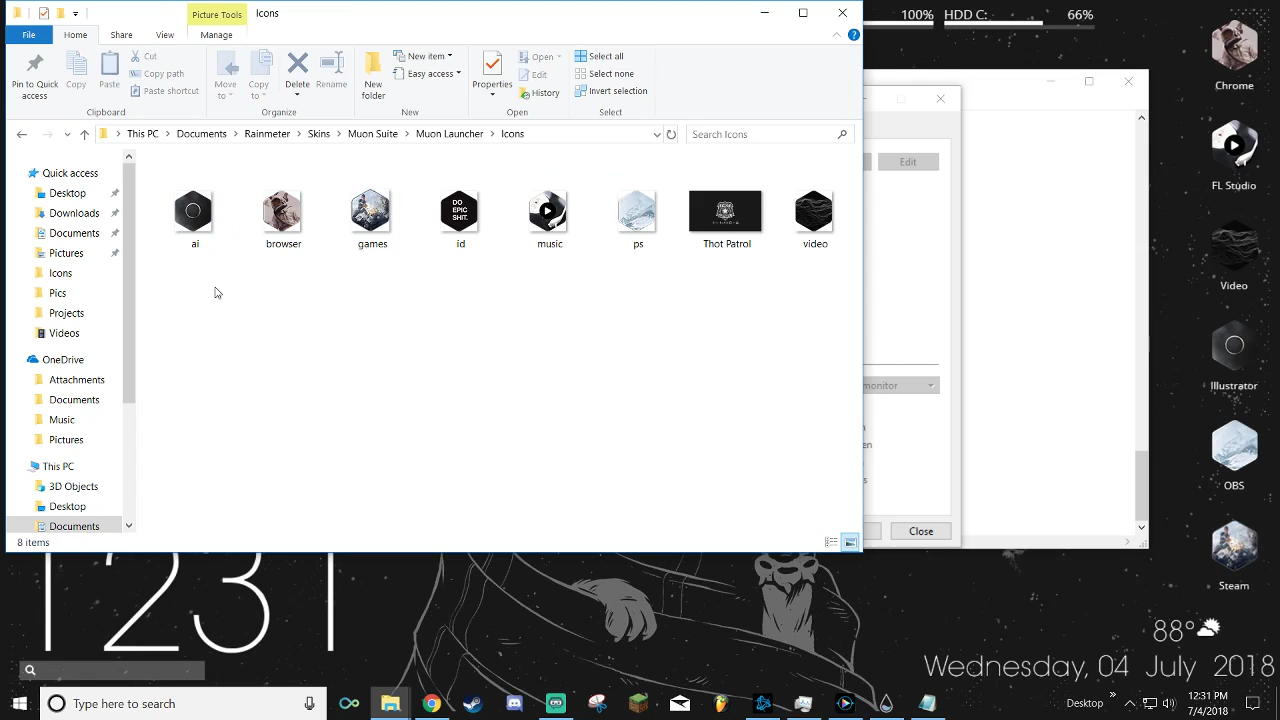 Picture Tools Icons
100% HDD C: 66%
File Home Share View Manage
Pin to Quick access
Copy
Paste
Cut
Copy path
Paste shortcut
Clipboard
Move to
Copy to
Delete
Rename
Organize
New folder
New item
Easy access
New
Properties
Open
Edit
History
Open
Select all
Select none
Invert selection
Select
This PC Documents Rainmeter Skins Muon Suite Muon Launcher Icons
Search Icons
Quick access
Desktop
Downloads
Documents
Pictures
Icons
Pics
Projects
Videos
OneDrive
Attachments
Documents
Music
Pictures
This PC
3D Objects
Desktop
Documents
8 items
DO
EPIC
SHIT.
ai browser games id music ps Thot Patrol video
Edit
monitor
Close
Chrome
FL Studio
Video
Illustrator
OBS
Steam
1231
88°
Wednesday, 04 July 2018
Type here to search
Desktop
12:31 PM
7/4/2018